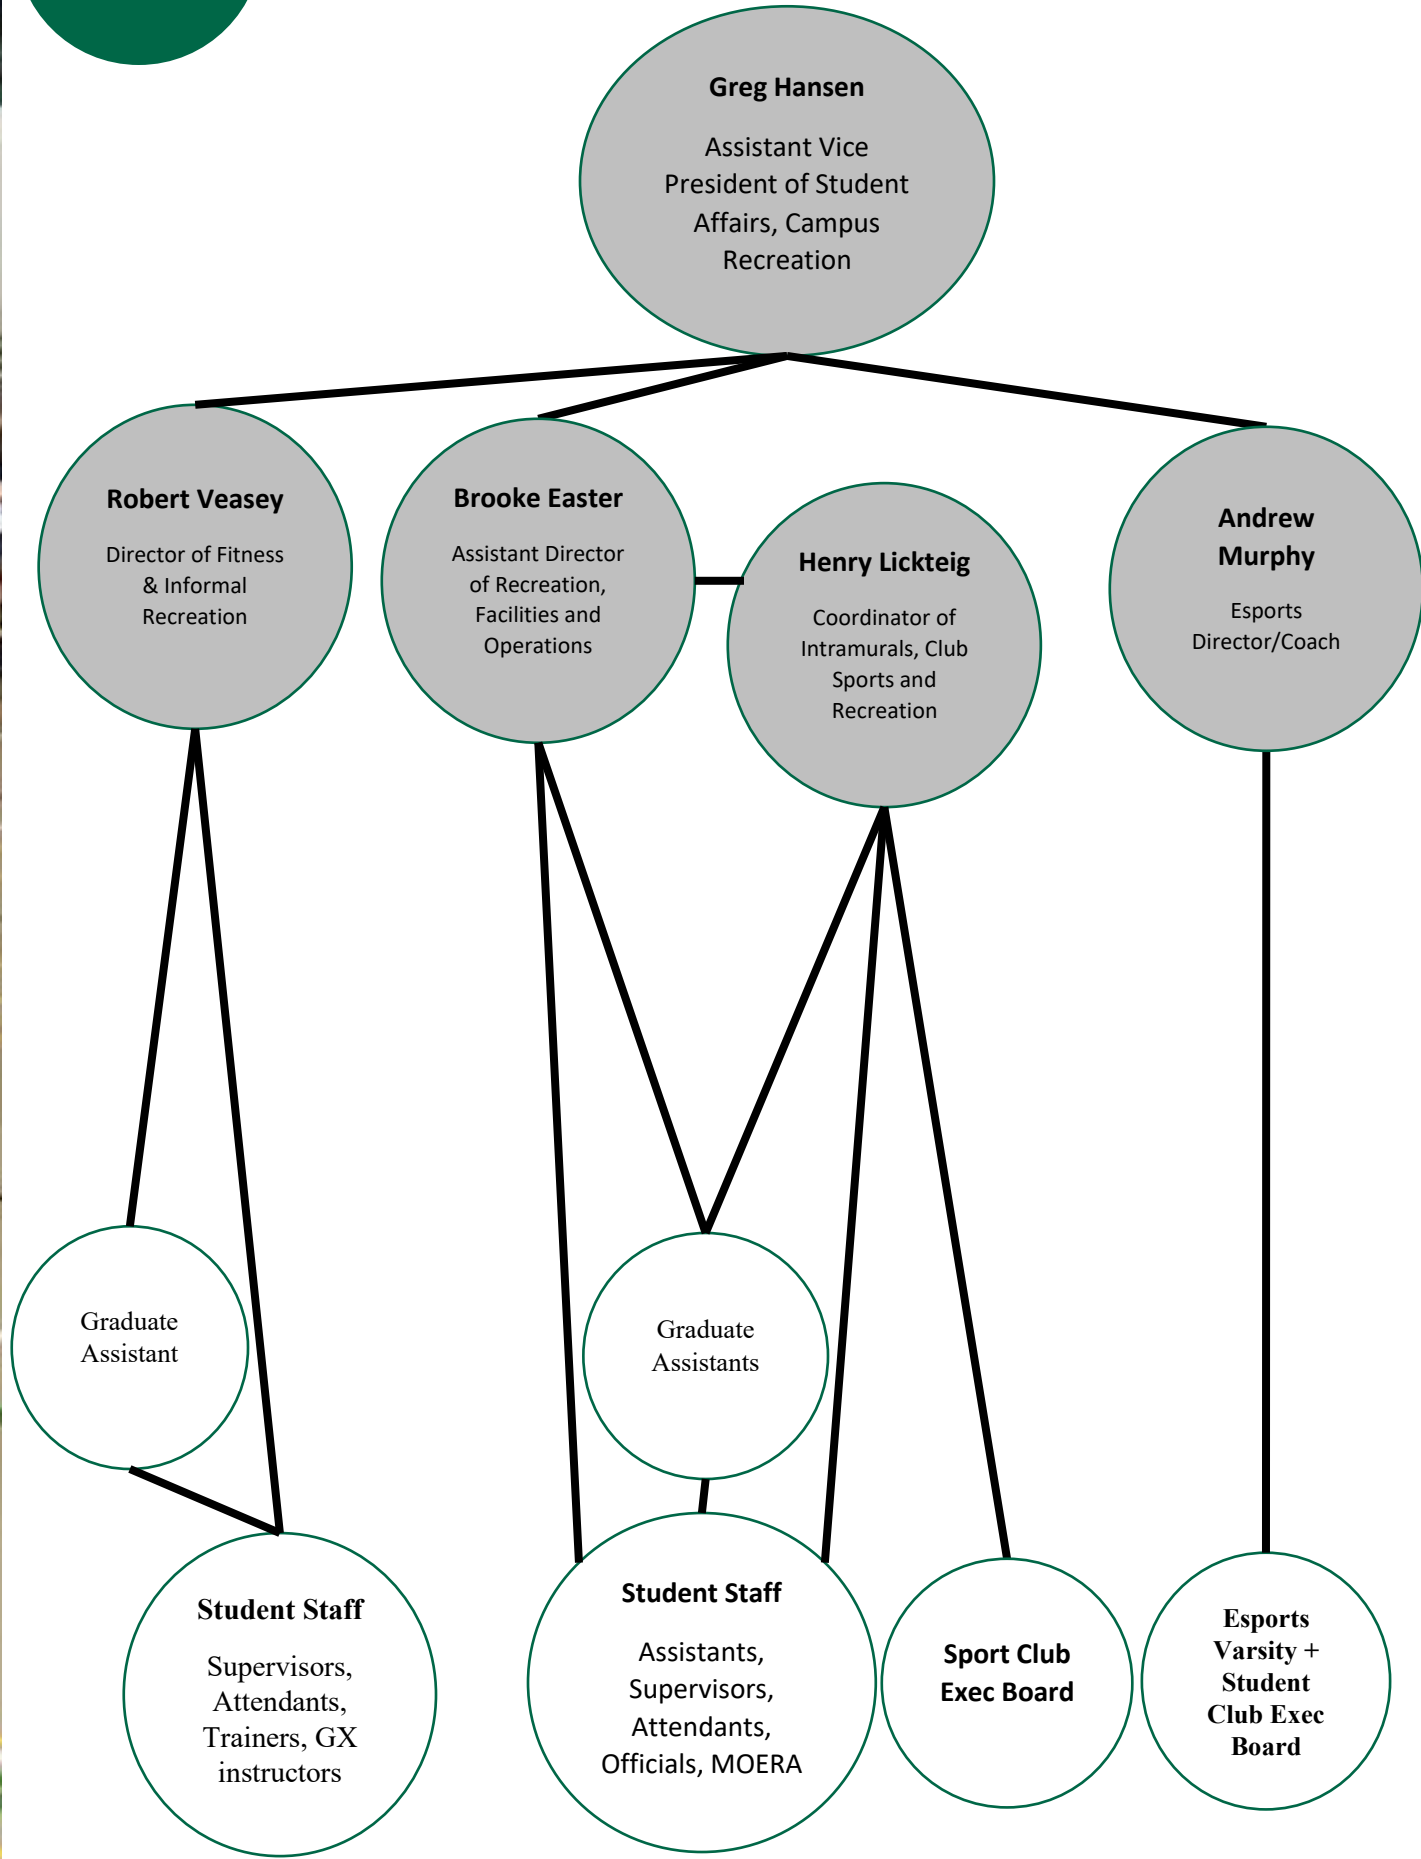 Greg Hansen
Assistant Vice
President of Student
Affairs, Campus
Recreation
Robert Veasey
Director of Fitness
& Informal
Recreation
Brooke Easter
Assistant Director
of Recreation,
Facilities and
Operations
Henry Lickteig
Coordinator of
Intramurals, Club
Sports and
Recreation
Andrew
Murphy
Esports
Director/Coach
Graduate
Assistant
Graduate
Assistants
Student Staff
Supervisors,
Attendants,
Trainers, GX
instructors
Student Staff
Assistants,
Supervisors,
Attendants,
Officials, MOERA
Sport Club
Exec Board
Esports
Varsity +
Student
Club Exec
Board